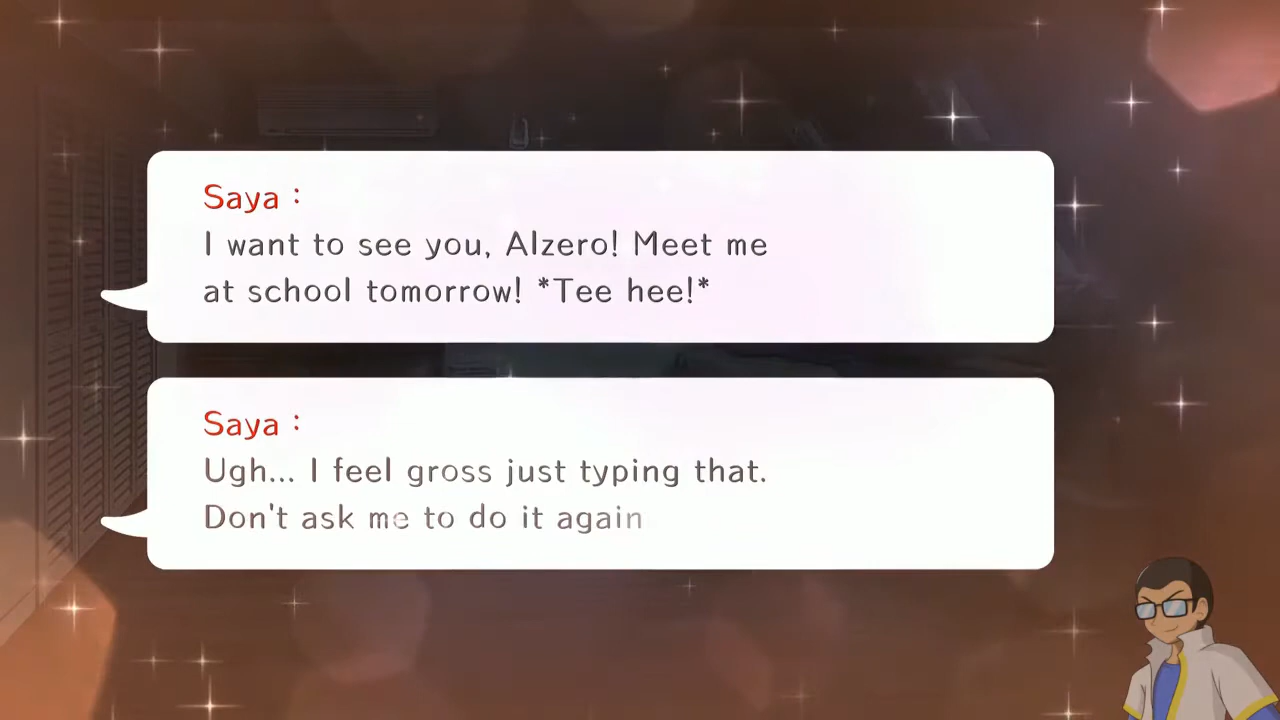 Saya :
I want to see you, Alzero! Meet me
at school tomorrow! *Tee hee!*
Saya :
Ugh... I feel gross just typing that.
Don't ask me to do it again